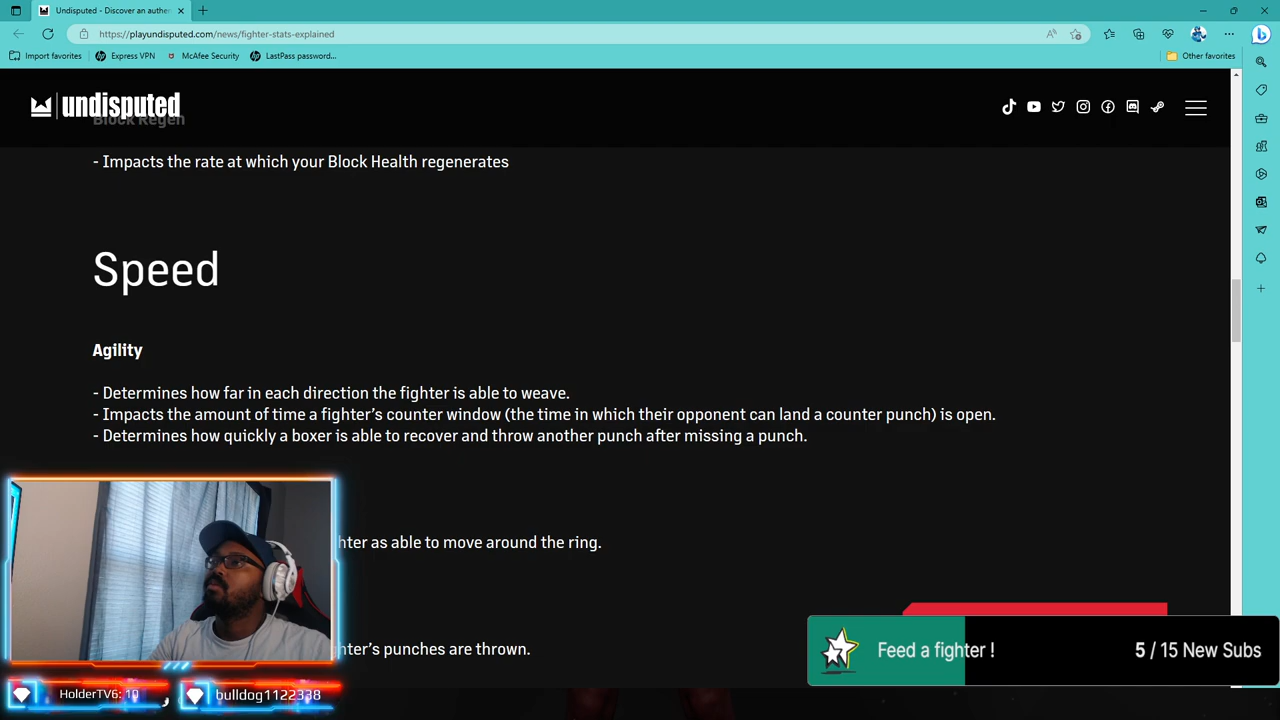 Undisputed - Discover an authen
https://playundisputed.com/news/fighter-stats-explained
Import favorites
Express VPN
McAfee Security
LastPass password...
Other favorites
undisputed
Block Regen
- Impacts the rate at which your Block Health regenerates
Speed
Agility
- Determines how far in each direction the fighter is able to weave.
- Impacts the amount of time a fighter's counter window (the time in which their opponent can land a counter punch) is open.
- Determines how quickly a boxer is able to recover and throw another punch after missing a punch.
hter as able to move around the ring.
hter's punches are thrown.
Feed a fighter !
5 / 15 New Subs
HolderTV6: 10
bulldog1122338